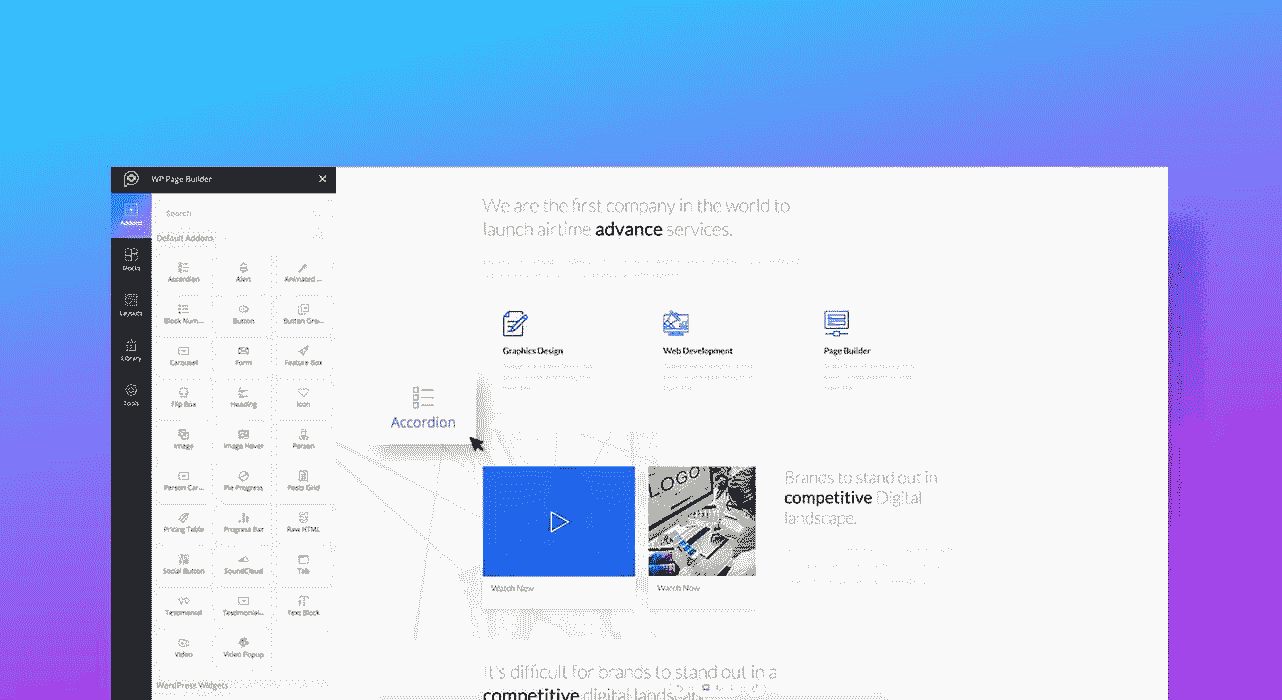 WP Page Builder
Addons
Search
Default Addons
Blocks
Accordion
Alert
Animated ...
Layouts
Block Num...
Button
Button Gro...
Library
Carousel
Form
Feature Box
Tools
Flip Box
Heading
Icon
Image
Image Hover
Person
Person Car...
Pie Progress
Posts Grid
Pricing Table
Progress Bar
Raw HTML
Social Button
SoundCloud
Tab
Testimonial
Testimonial...
Text Block
Video
Video Popup
WordPress Widgets
We are the first company in the world to
launch airtime advance services.
Graphics Design
Web Development
Page Builder
Accordion
LOGO
Watch Now
Watch Now
Brands to stand out in
competitive Digital
landscape.
It's difficult for brands to stand out in a
competitive digital